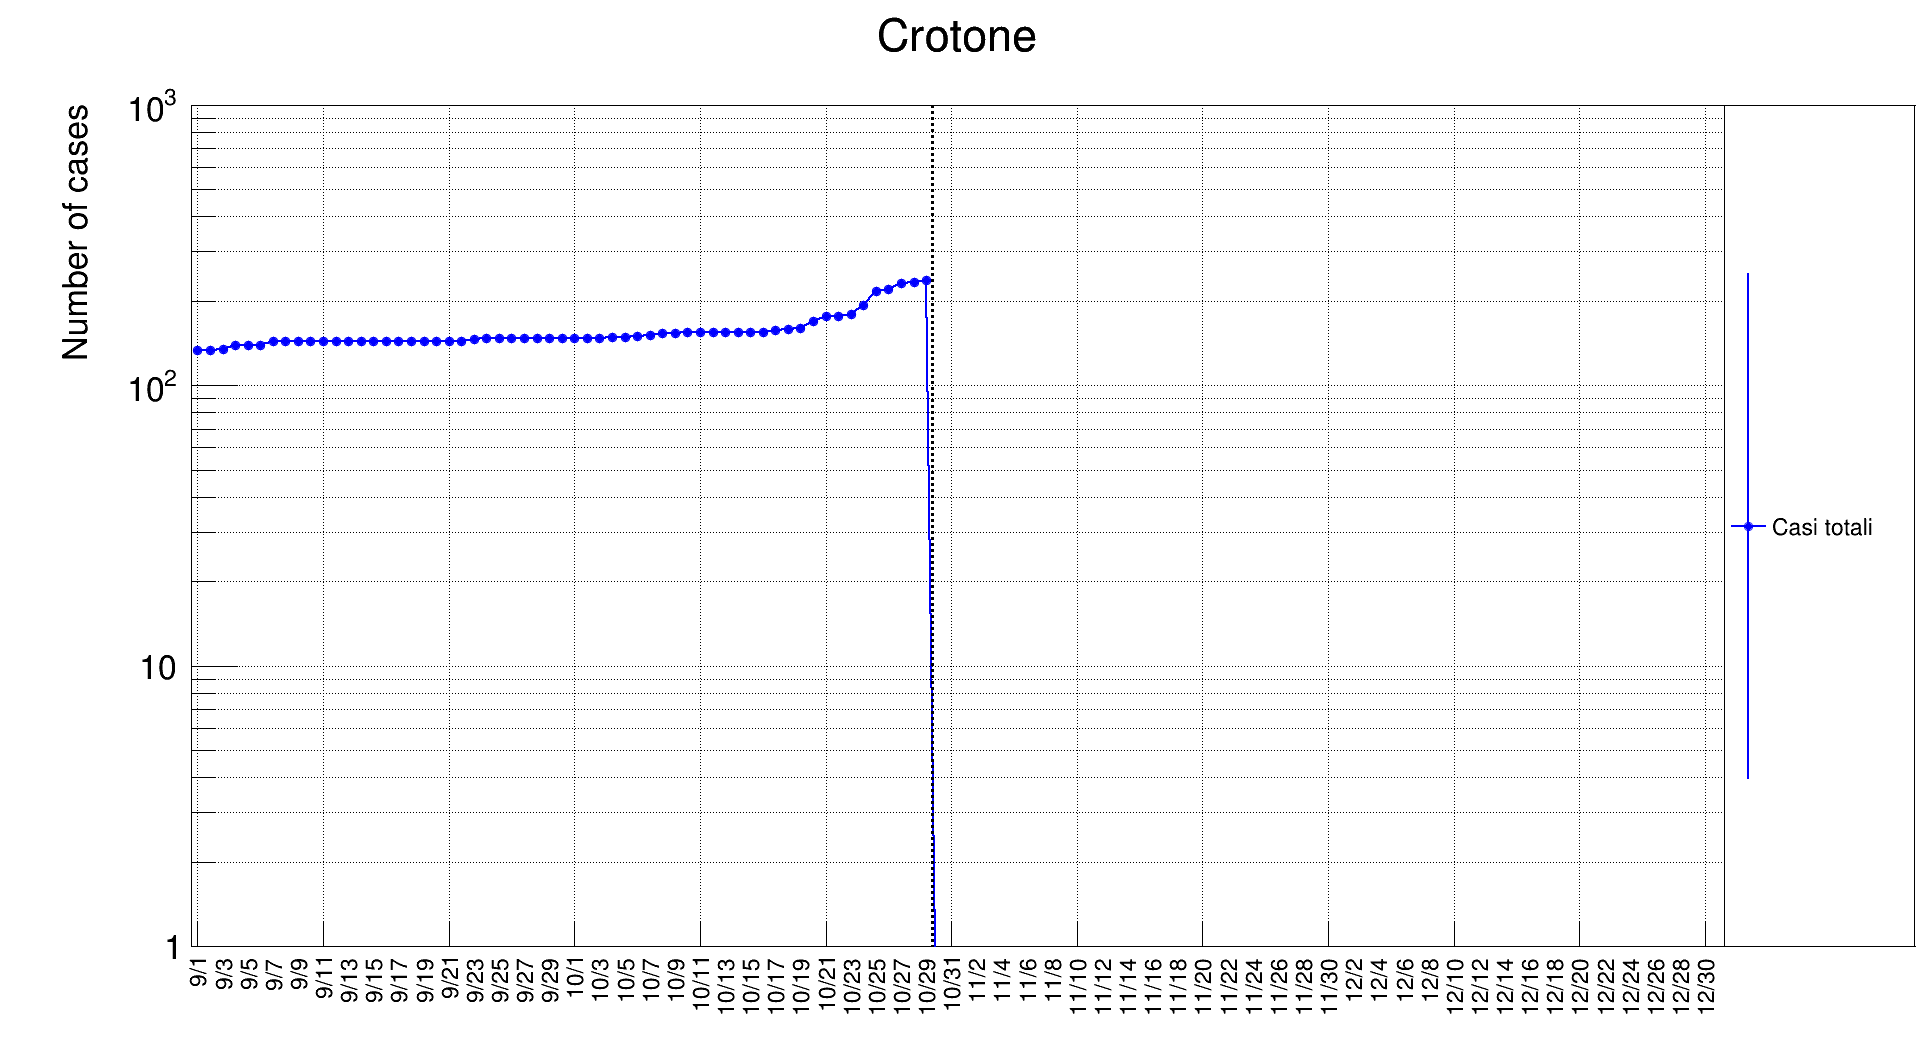 Crotone
Number of cases
10³
10²
10
1
9/1 9/3 9/5 9/7 9/9 9/11 9/13 9/15 9/17 9/19 9/21 9/23 9/25 9/27 9/29 10/1 10/3 10/5 10/7 10/9 10/11 10/13 10/15 10/17 10/19 10/21 10/23 10/25 10/27 10/29 10/31 11/2 11/4 11/6 11/8 11/10 11/12 11/14 11/16 11/18 11/20 11/22 11/24 11/26 11/28 11/30 12/2 12/4 12/6 12/8 12/10 12/12 12/14 12/16 12/18 12/20 12/22 12/24 12/26 12/28 12/30
Casi totali